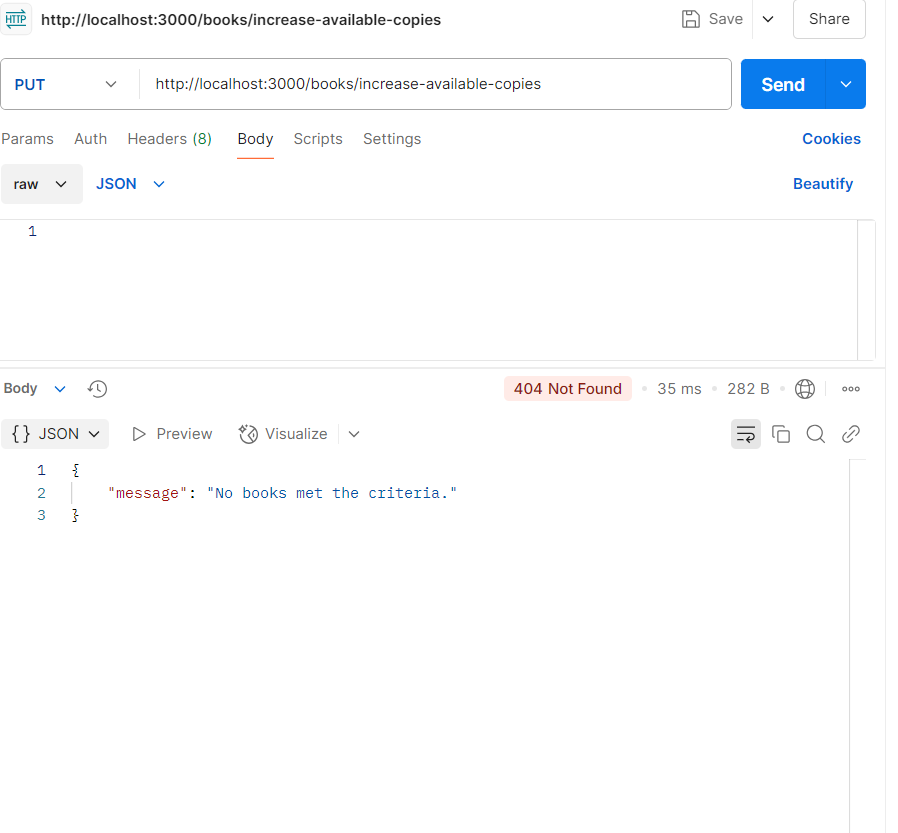 HTTP http://localhost:3000/books/increase-available-copies Save Share
PUT http://localhost:3000/books/increase-available-copies Send
Params Auth Headers (8) Body Scripts Settings Cookies
raw JSON Beautify
1
Body 404 Not Found 35 ms 282 B
{} JSON Preview Visualize
1 {
2 "message": "No books met the criteria."
3 }